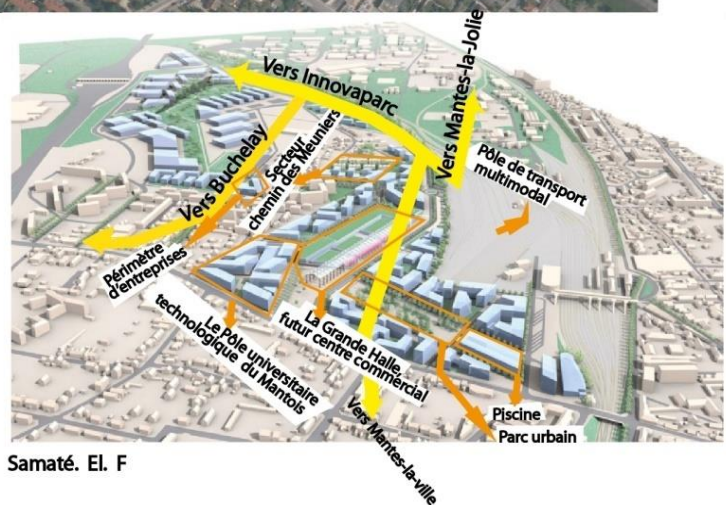 Vers Innovaparc
Vers Mantes-la-Jolie
Vers Buchelay
Secteur
chemin des Meuniers
Pôle de transport
multimodal
Périmètre
d'entreprises
Le Pôle universitaire
technologique du Mantois
La Grande Halle,
futur centre commercial
Vers Mantes-la-ville
Piscine
Parc urbain
Samaté. El. F